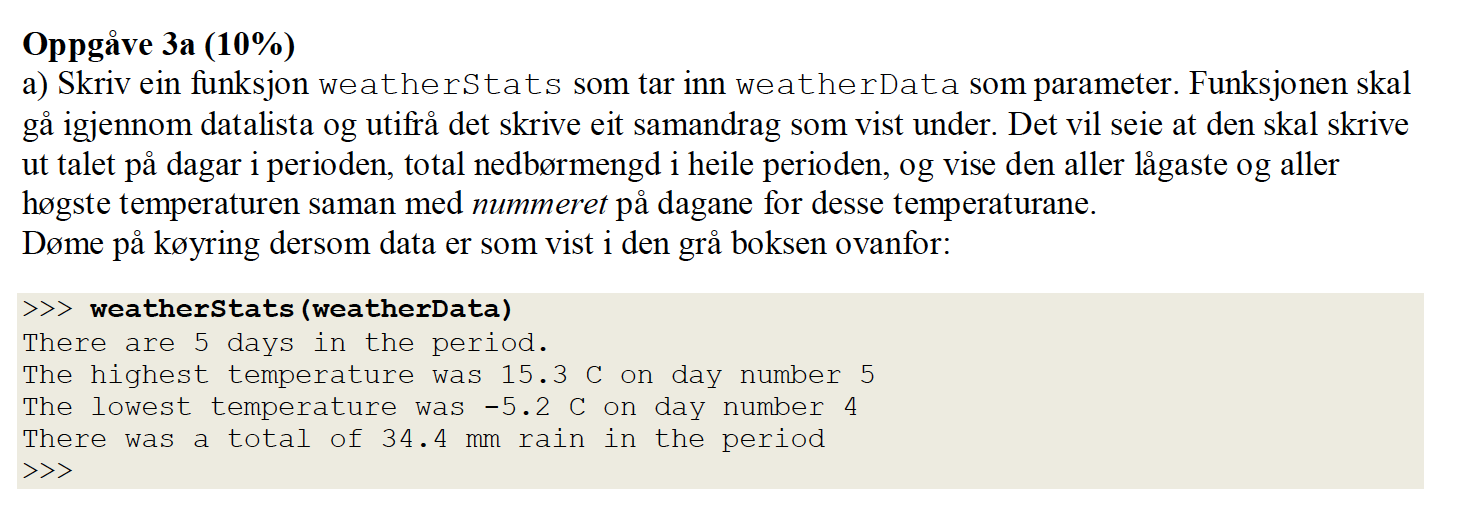 Oppgåve 3a (10%)
a) Skriv ein funksjon weatherStats som tar inn weatherData som parameter. Funksjonen skal
gå igjennom datalista og utifrå det skrive eit samandrag som vist under. Det vil seie at den skal skrive
ut talet på dagar i perioden, total nedbørmengd i heile perioden, og vise den aller lågaste og aller
høgste temperaturen saman med nummeret på dagane for desse temperaturane.
Døme på køyring dersom data er som vist i den grå boksen ovanfor:
>>> weatherStats(weatherData)
There are 5 days in the period.
The highest temperature was 15.3 C on day number 5
The lowest temperature was -5.2 C on day number 4
There was a total of 34.4 mm rain in the period
>>>